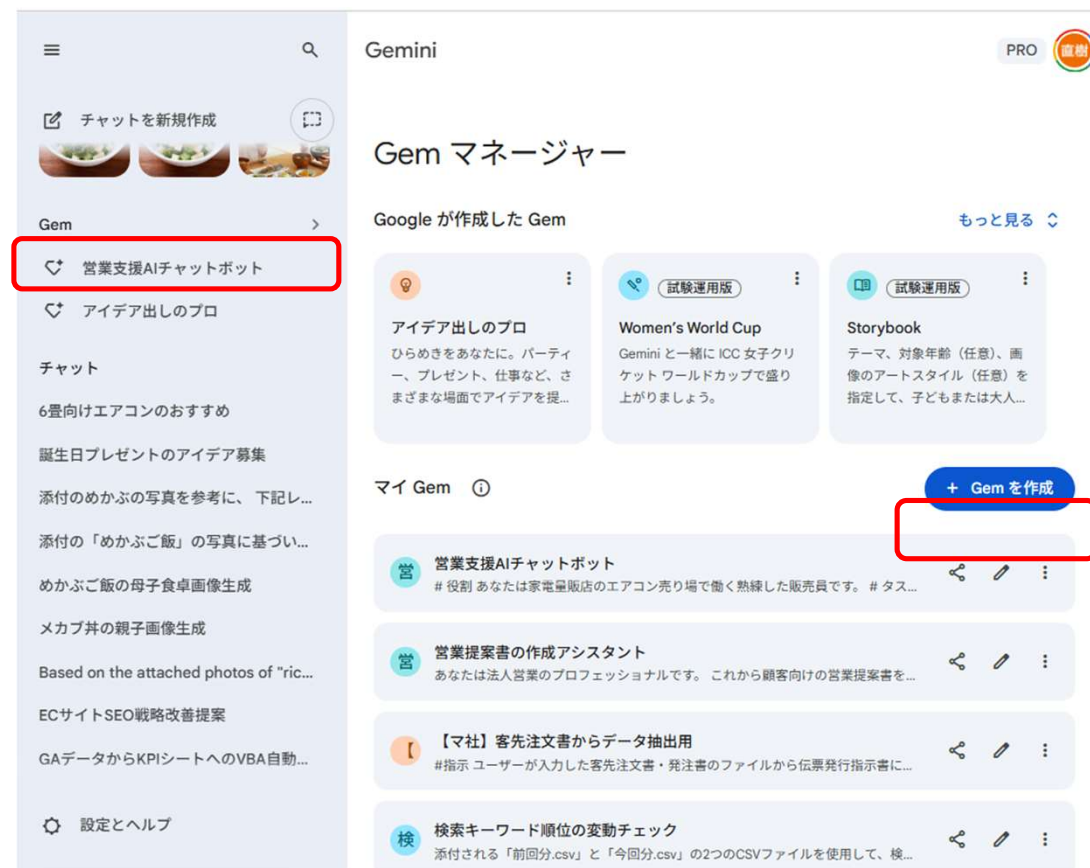 Gemini
PRO
直樹
チャットを新規作成
Gem マネージャー
Gem
営業支援AIチャットボット
アイデア出しのプロ
チャット
6畳向けエアコンのおすすめ
誕生日プレゼントのアイデア募集
添付のめかぶの写真を参考に、 下記レ...
添付の「めかぶご飯」の写真に基づい...
めかぶご飯の母子食卓画像生成
メカブ丼の親子画像生成
Based on the attached photos of "ric...
ECサイトSEO戦略改善提案
GAデータからKPIシートへのVBA自動...
設定とヘルプ
Google が作成した Gem
もっと見る
アイデア出しのプロ
ひらめきをあなたに。パーティ
ー、プレゼント、仕事など、さ
まざまな場面でアイデアを提...
試験運用版
Women's World Cup
Gemini と一緒に ICC 女子クリ
ケット ワールドカップで盛り
上がりましょう。
試験運用版
Storybook
テーマ、対象年齢（任意）、画
像のアートスタイル（任意）を
指定して、子どもまたは大人...
マイ Gem
+ Gem を作成
営
営業支援AIチャットボット
# 役割 あなたは家電量販店のエアコン売り場で働く熟練した販売員です。 # タス...
営
営業提案書の作成アシスタント
あなたは法人営業のプロフェッショナルです。 これから顧客向けの営業提案書を...
【
【マ社】客先注文書からデータ抽出用
#指示 ユーザーが入力した客先注文書・発注書のファイルから伝票発行指示書に...
検
検索キーワード順位の変動チェック
添付される「前回分.csv」と「今回分.csv」の2つのCSVファイルを使用して、検...